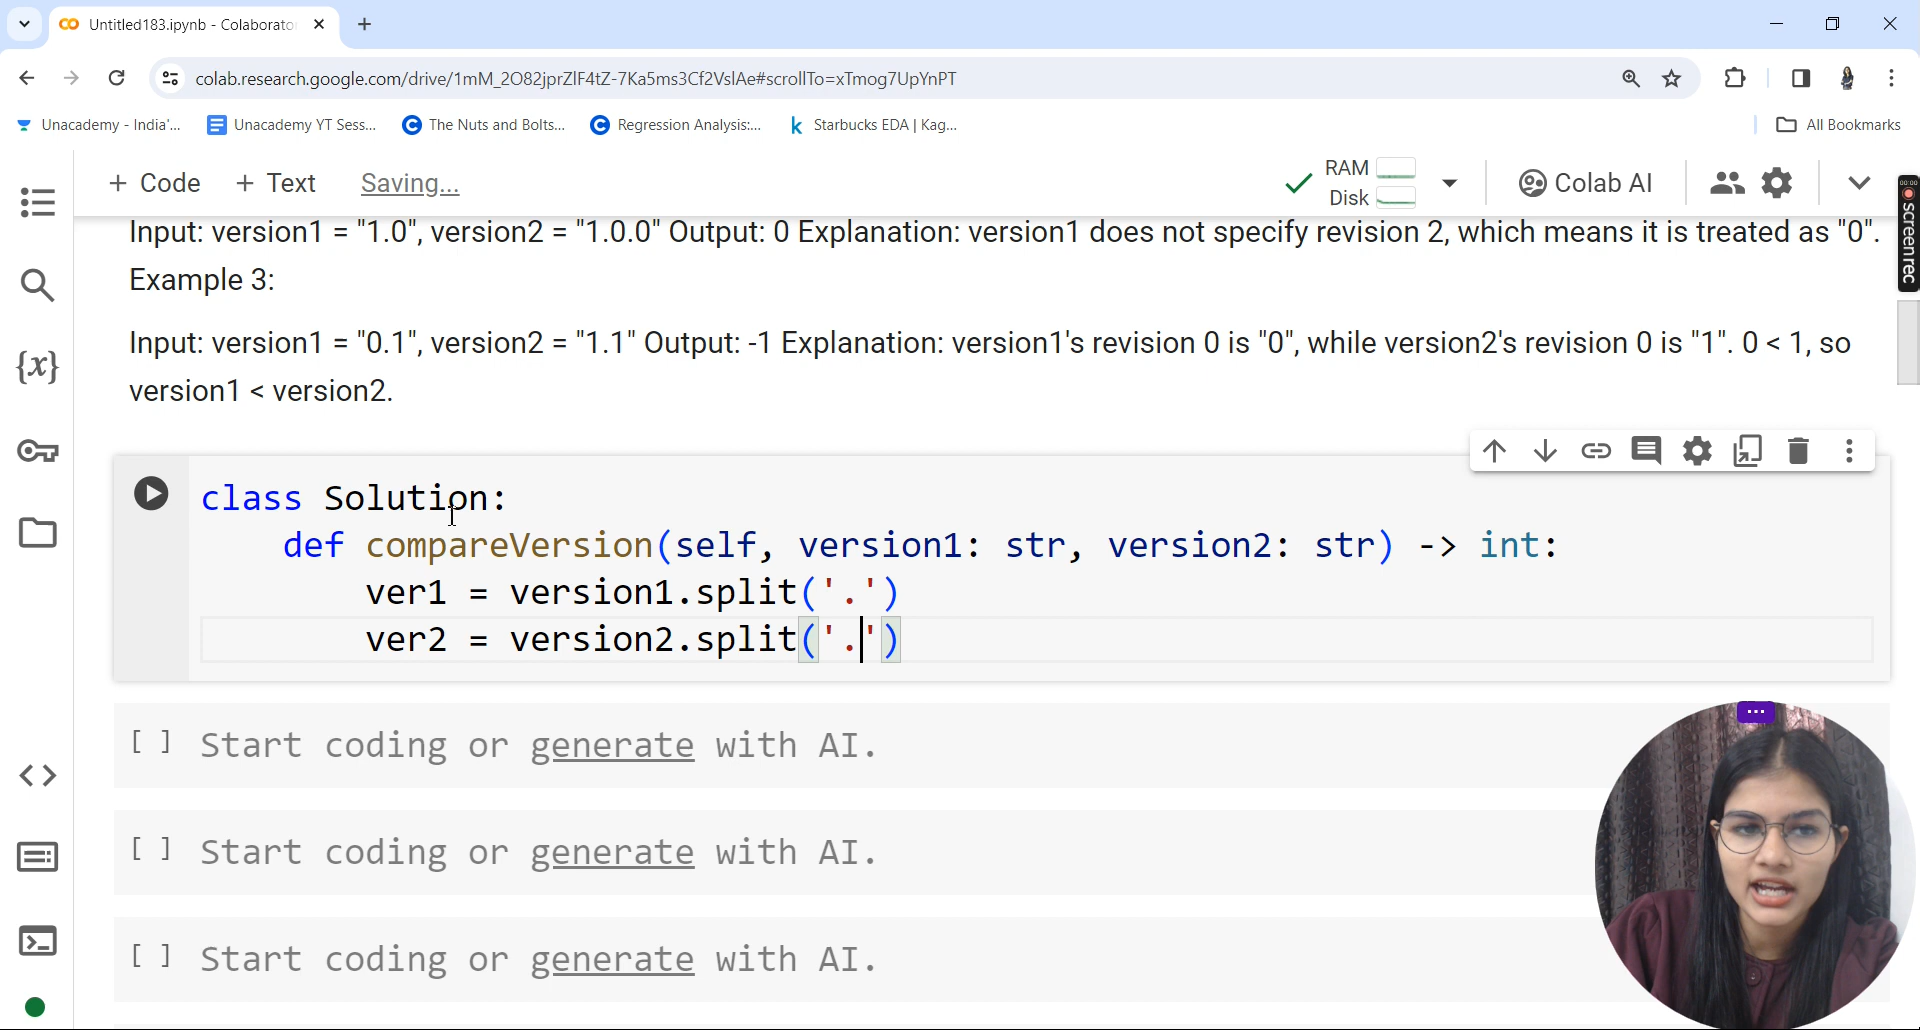 Untitled183.ipynb - Colaborato
colab.research.google.com/drive/1mM_2O82jprZlF4tZ-7Ka5ms3Cf2VslAe#scrollTo=xTmog7UpYnPT
Unacademy - India'... Unacademy YT Sess... The Nuts and Bolts... Regression Analysis:... Starbucks EDA | Kag... All Bookmarks
+ Code + Text Saving... RAM Disk Colab AI
00:00
screenrec
Input: version1 = "1.0", version2 = "1.0.0" Output: 0 Explanation: version1 does not specify revision 2, which means it is treated as "0".
Example 3:
Input: version1 = "0.1", version2 = "1.1" Output: -1 Explanation: version1's revision 0 is "0", while version2's revision 0 is "1". 0 < 1, so
version1 < version2.
class Solution:
def compareVersion(self, version1: str, version2: str) -> int:
ver1 = version1.split('.')
ver2 = version2.split('.')
[ ] Start coding or generate with AI.
[ ] Start coding or generate with AI.
[ ] Start coding or generate with AI.